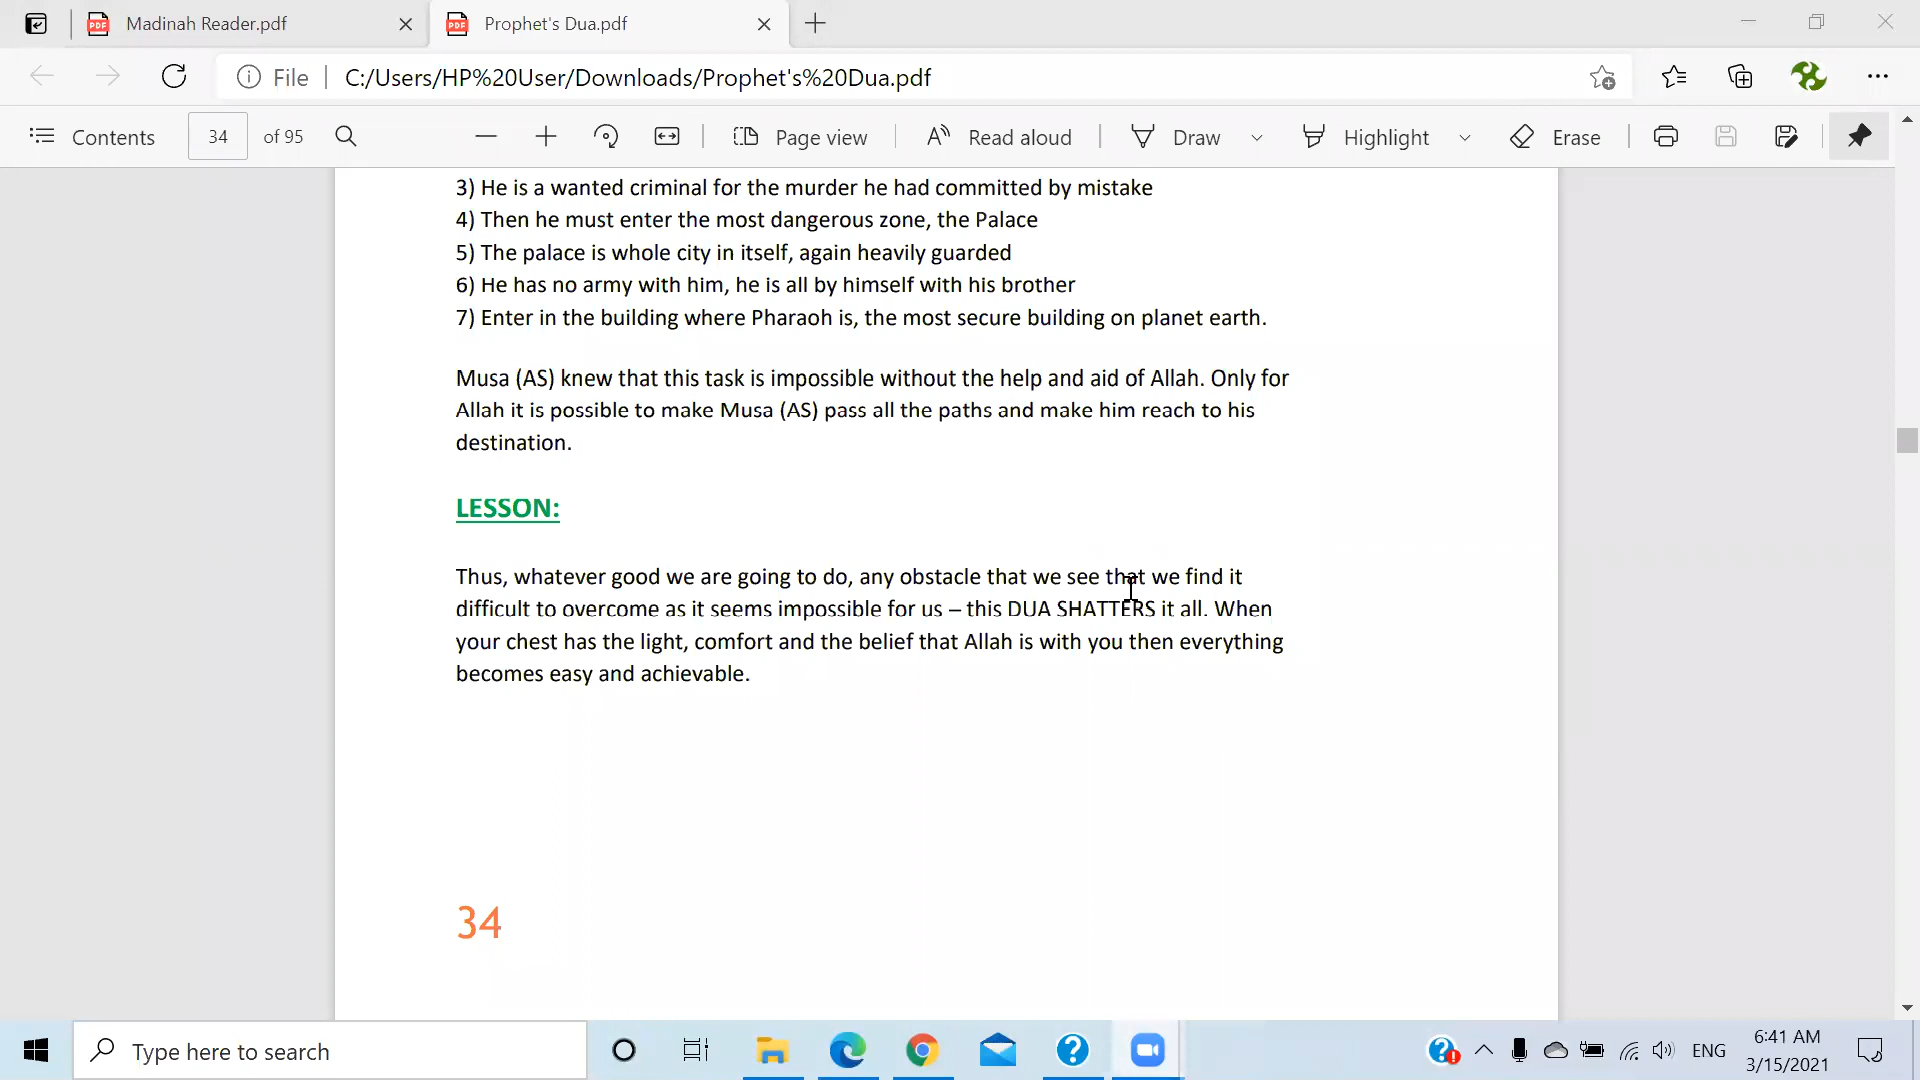 Madinah Reader.pdf
Prophet's Dua.pdf
File
C:/Users/HP%20User/Downloads/Prophet's%20Dua.pdf
Contents
34
of 95
Page view
Read aloud
Draw
Highlight
Erase
3) He is a wanted criminal for the murder he had committed by mistake
4) Then he must enter the most dangerous zone, the Palace
5) The palace is whole city in itself, again heavily guarded
6) He has no army with him, he is all by himself with his brother
7) Enter in the building where Pharaoh is, the most secure building on planet earth.
Musa (AS) knew that this task is impossible without the help and aid of Allah. Only for
Allah it is possible to make Musa (AS) pass all the paths and make him reach to his
destination.
LESSON:
Thus, whatever good we are going to do, any obstacle that we see that we find it
difficult to overcome as it seems impossible for us – this DUA SHATTERS it all. When
your chest has the light, comfort and the belief that Allah is with you then everything
becomes easy and achievable.
34
Type here to search
ENG
6:41 AM
3/15/2021